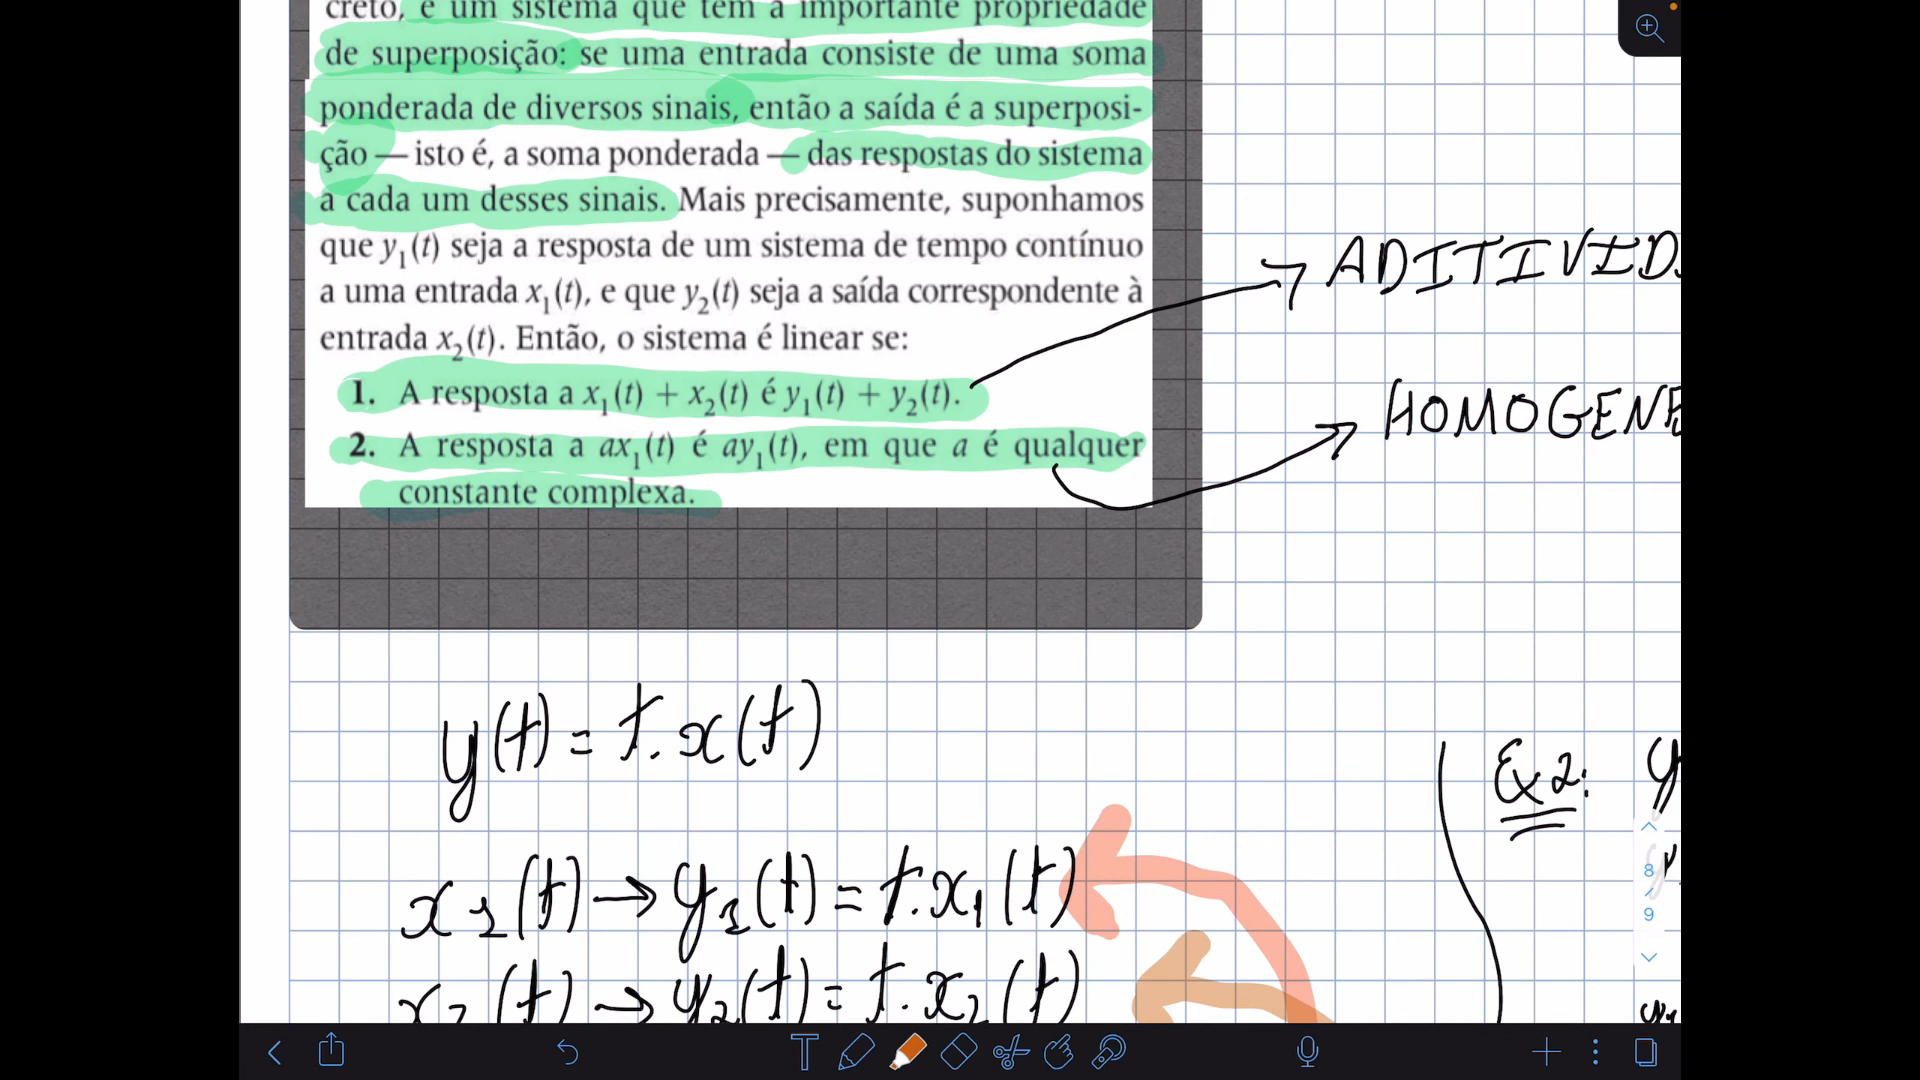 creto, é um sistema que tem a importante propriedade
de superposição: se uma entrada consiste de uma soma
ponderada de diversos sinais, então a saída é a superposi-
ção — isto é, a soma ponderada — das respostas do sistema
a cada um desses sinais. Mais precisamente, suponhamos
que y₁(t) seja a resposta de um sistema de tempo contínuo
a uma entrada x₁(t), e que y₂(t) seja a saída correspondente à
entrada x₂(t). Então, o sistema é linear se:
1. A resposta a x₁(t) + x₂(t) é y₁(t) + y₂(t).
2. A resposta a ax₁(t) é ay₁(t), em que a é qualquer
constante complexa.
ADITIVID
HOMOGENE
y(t) = t.x(t)
x₁(t) → y₁(t) = t.x₁(t)
x₂(t) → y₂(t) = t.x₂(t)
Ex2: y
8
/
9
T